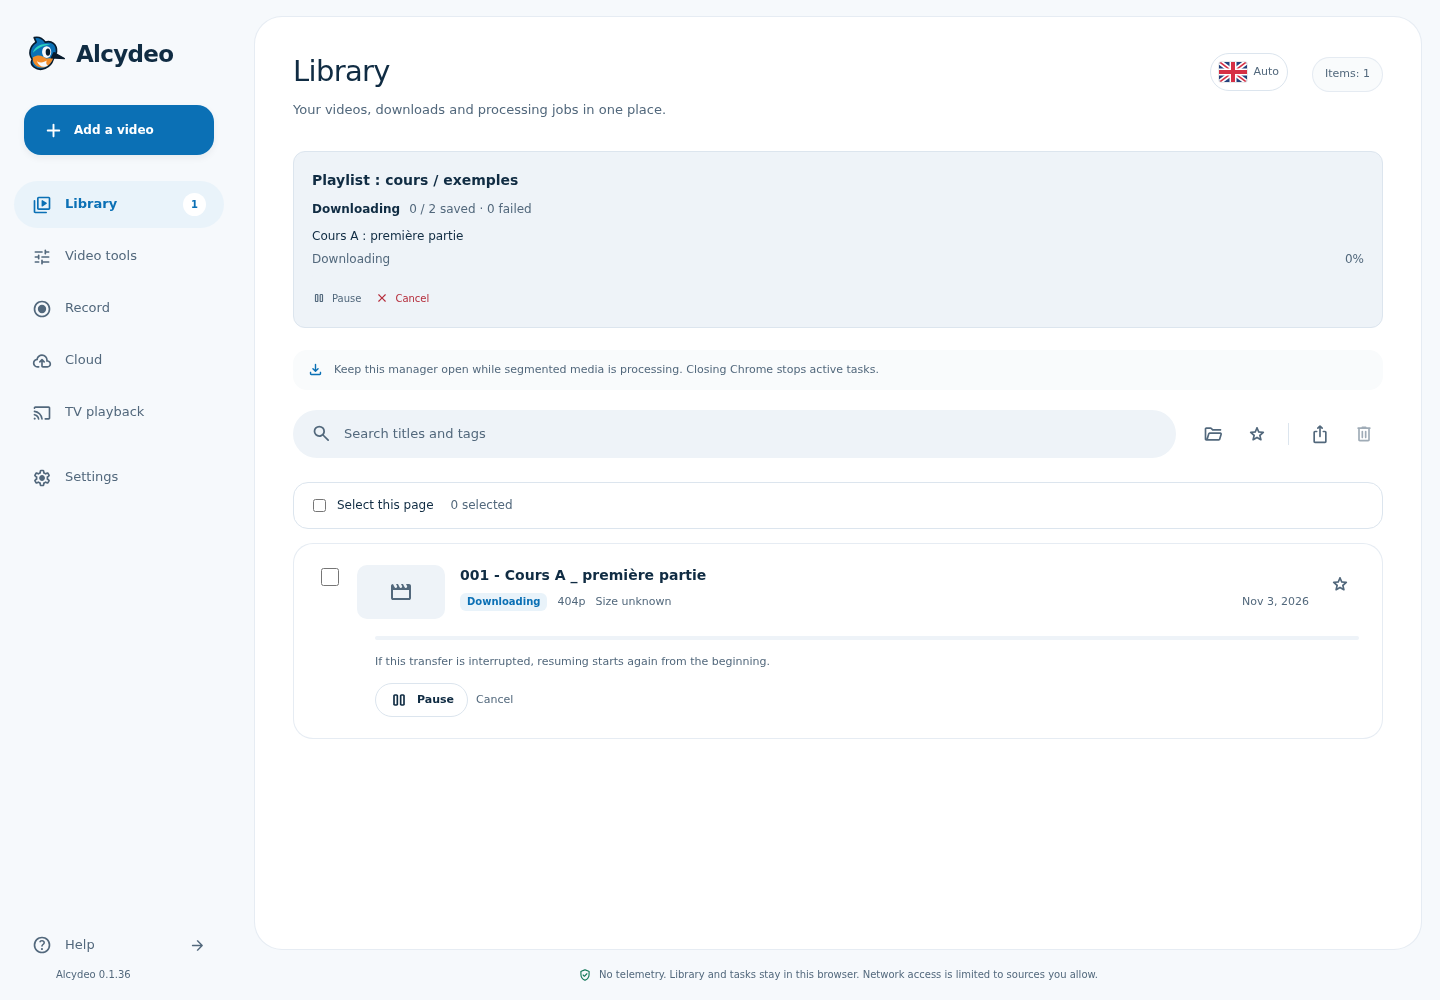 Alcydeo
Add a video
Library 1
Video tools
Record
Cloud
TV playback
Settings
Help
Alcydeo 0.1.36
Library
Auto
Items: 1
Your videos, downloads and processing jobs in one place.
Playlist : cours / exemples
Downloading 0 / 2 saved · 0 failed
Cours A : première partie
Downloading 0%
Pause Cancel
Keep this manager open while segmented media is processing. Closing Chrome stops active tasks.
Search titles and tags
Select this page 0 selected
001 - Cours A _ première partie
Downloading 404p Size unknown Nov 3, 2026
If this transfer is interrupted, resuming starts again from the beginning.
Pause Cancel
No telemetry. Library and tasks stay in this browser. Network access is limited to sources you allow.